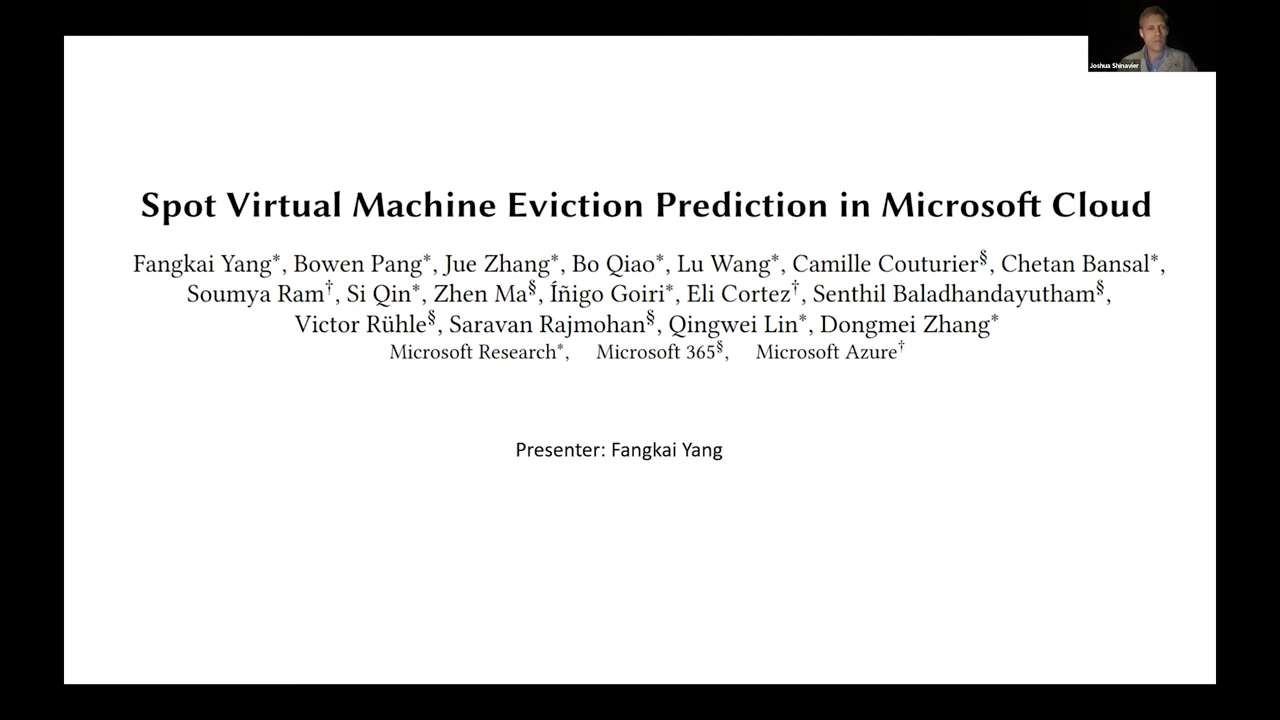 Joshua Shinavier
Spot Virtual Machine Eviction Prediction in Microsoft Cloud
Fangkai Yang*, Bowen Pang*, Jue Zhang*, Bo Qiao*, Lu Wang*, Camille Couturier§, Chetan Bansal*,
Soumya Ram†, Si Qin*, Zhen Ma§, Íñigo Goiri*, Eli Cortez†, Senthil Baladhandayutham§,
Victor Rühle§, Saravan Rajmohan§, Qingwei Lin*, Dongmei Zhang*
Microsoft Research*, Microsoft 365§, Microsoft Azure†
Presenter: Fangkai Yang